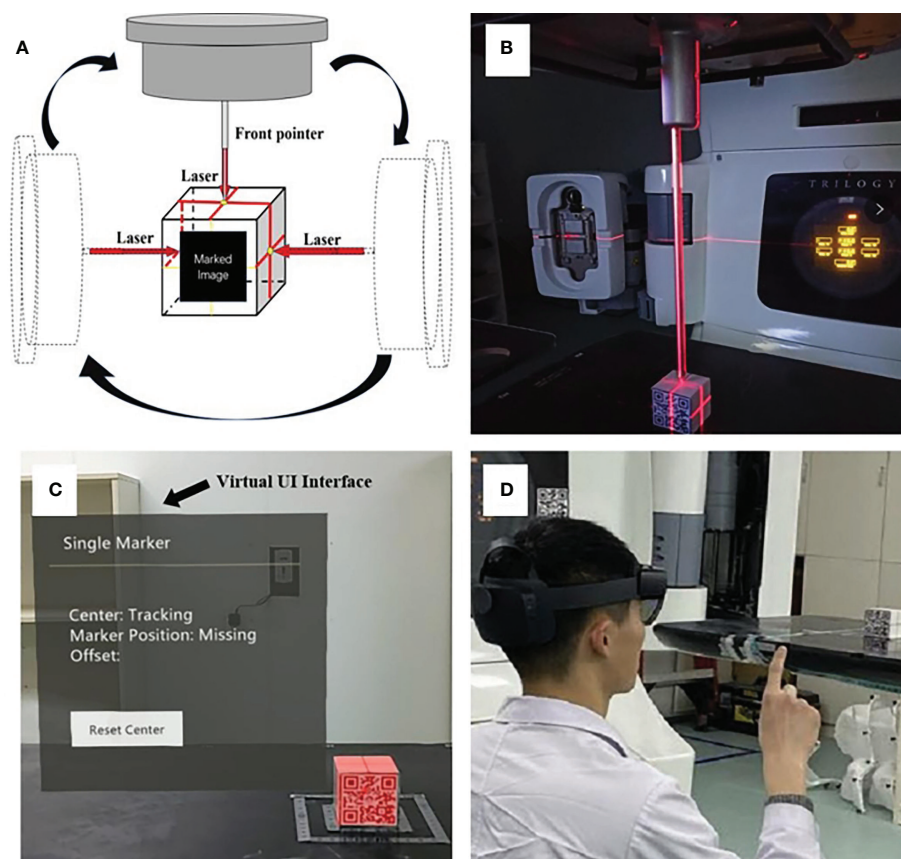 A
Front pointer
Laser
Laser
Laser
Marked
Image
B
TRILOGY
C
Virtual UI Interface
Single Marker
Center: Tracking
Marker Position: Missing
Offset:
Reset Center
D